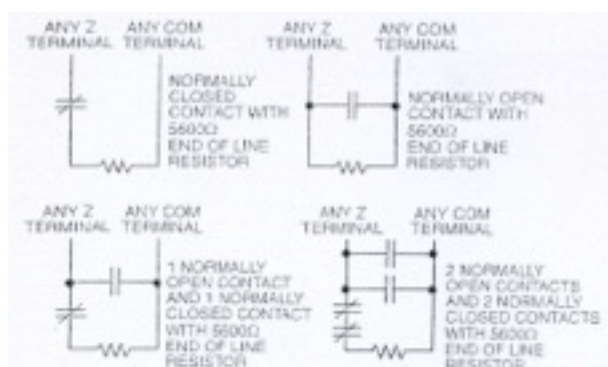 ANY Z TERMINAL
ANY COM TERMINAL
NORMALLY
CLOSED
CONTACT WITH
5600Ω
END OF LINE
RESISTOR
ANY Z TERMINAL
ANY COM TERMINAL
NORMALLY OPEN
CONTACT WITH
5600Ω
END OF LINE
RESISTOR
ANY Z TERMINAL
ANY COM TERMINAL
1 NORMALLY
OPEN CONTACT
AND 1 NORMALLY
CLOSED CONTACT
WITH 5600Ω
END OF LINE
RESISTOR
ANY Z TERMINAL
ANY COM TERMINAL
2 NORMALLY
OPEN CONTACTS
AND 2 NORMALLY
CLOSED CONTACTS
WITH 5600Ω
END OF LINE
RESISTOR